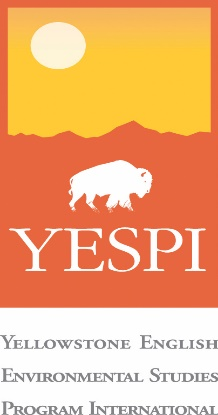 YESPI
Yellowstone English
Environmental Studies
Program International